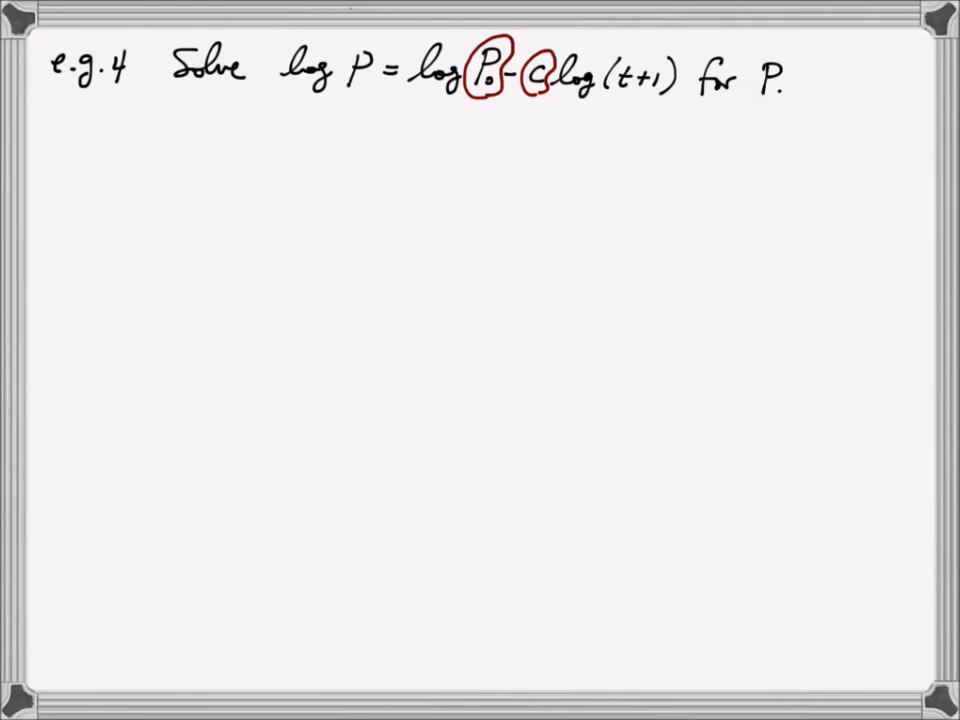 e.g. 4 Solve log P = log P₀ - c log (t+1) for P.